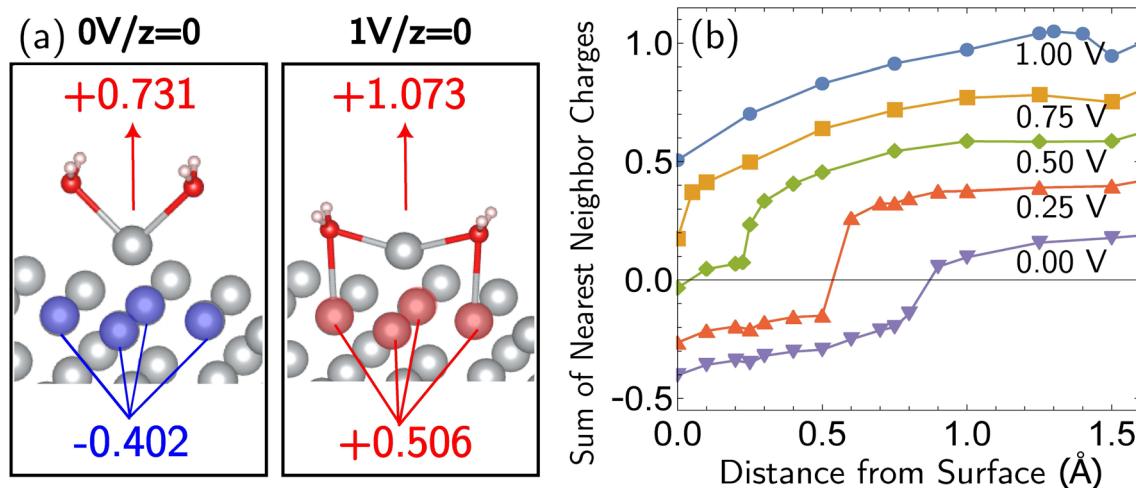 (a) 0V/z=0 1V/z=0
+0.731 +1.073
-0.402 +0.506
(b)
Sum of Nearest Neighbor Charges
1.0
0.5
0.0
-0.5
1.00 V
0.75 V
0.50 V
0.25 V
0.00 V
0.0 0.5 1.0 1.5
Distance from Surface (Å)